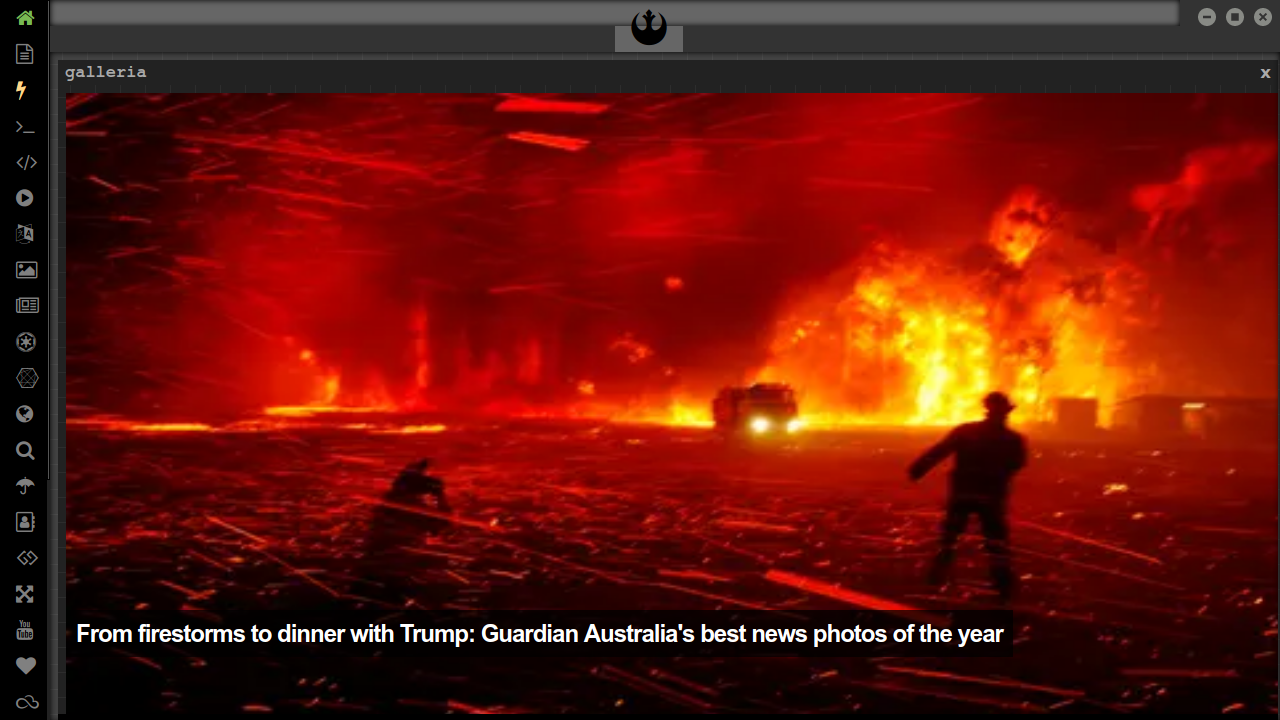 galleria
x
From firestorms to dinner with Trump: Guardian Australia's best news photos of the year
You
Tube